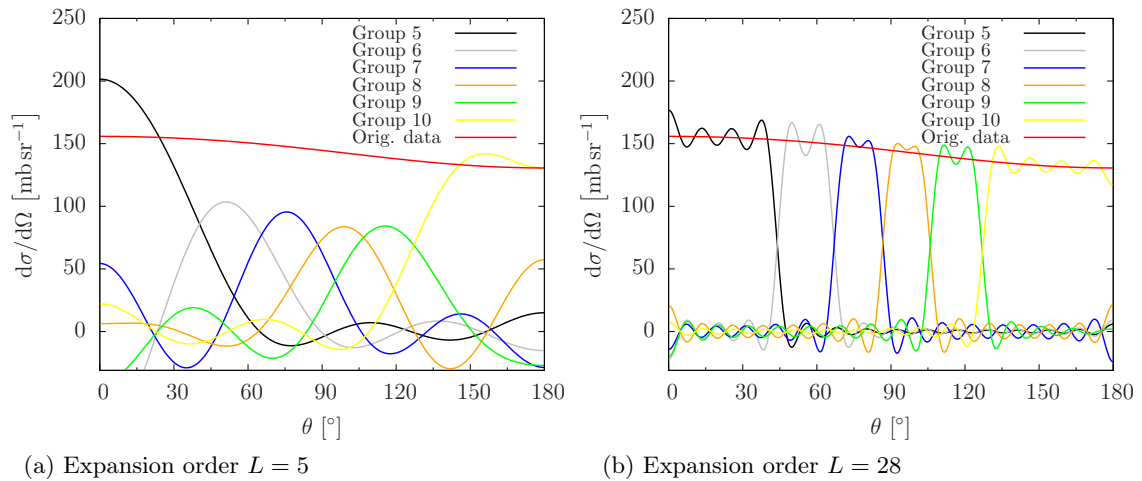 250
200
150
100
50
0
0
30
60
90
120
150
180
dσ/dΩ [mb sr⁻¹]
θ [°]
Group 5
Group 6
Group 7
Group 8
Group 9
Group 10
Orig. data
(a) Expansion order L = 5
250
200
150
100
50
0
0
30
60
90
120
150
180
dσ/dΩ [mb sr⁻¹]
θ [°]
Group 5
Group 6
Group 7
Group 8
Group 9
Group 10
Orig. data
(b) Expansion order L = 28